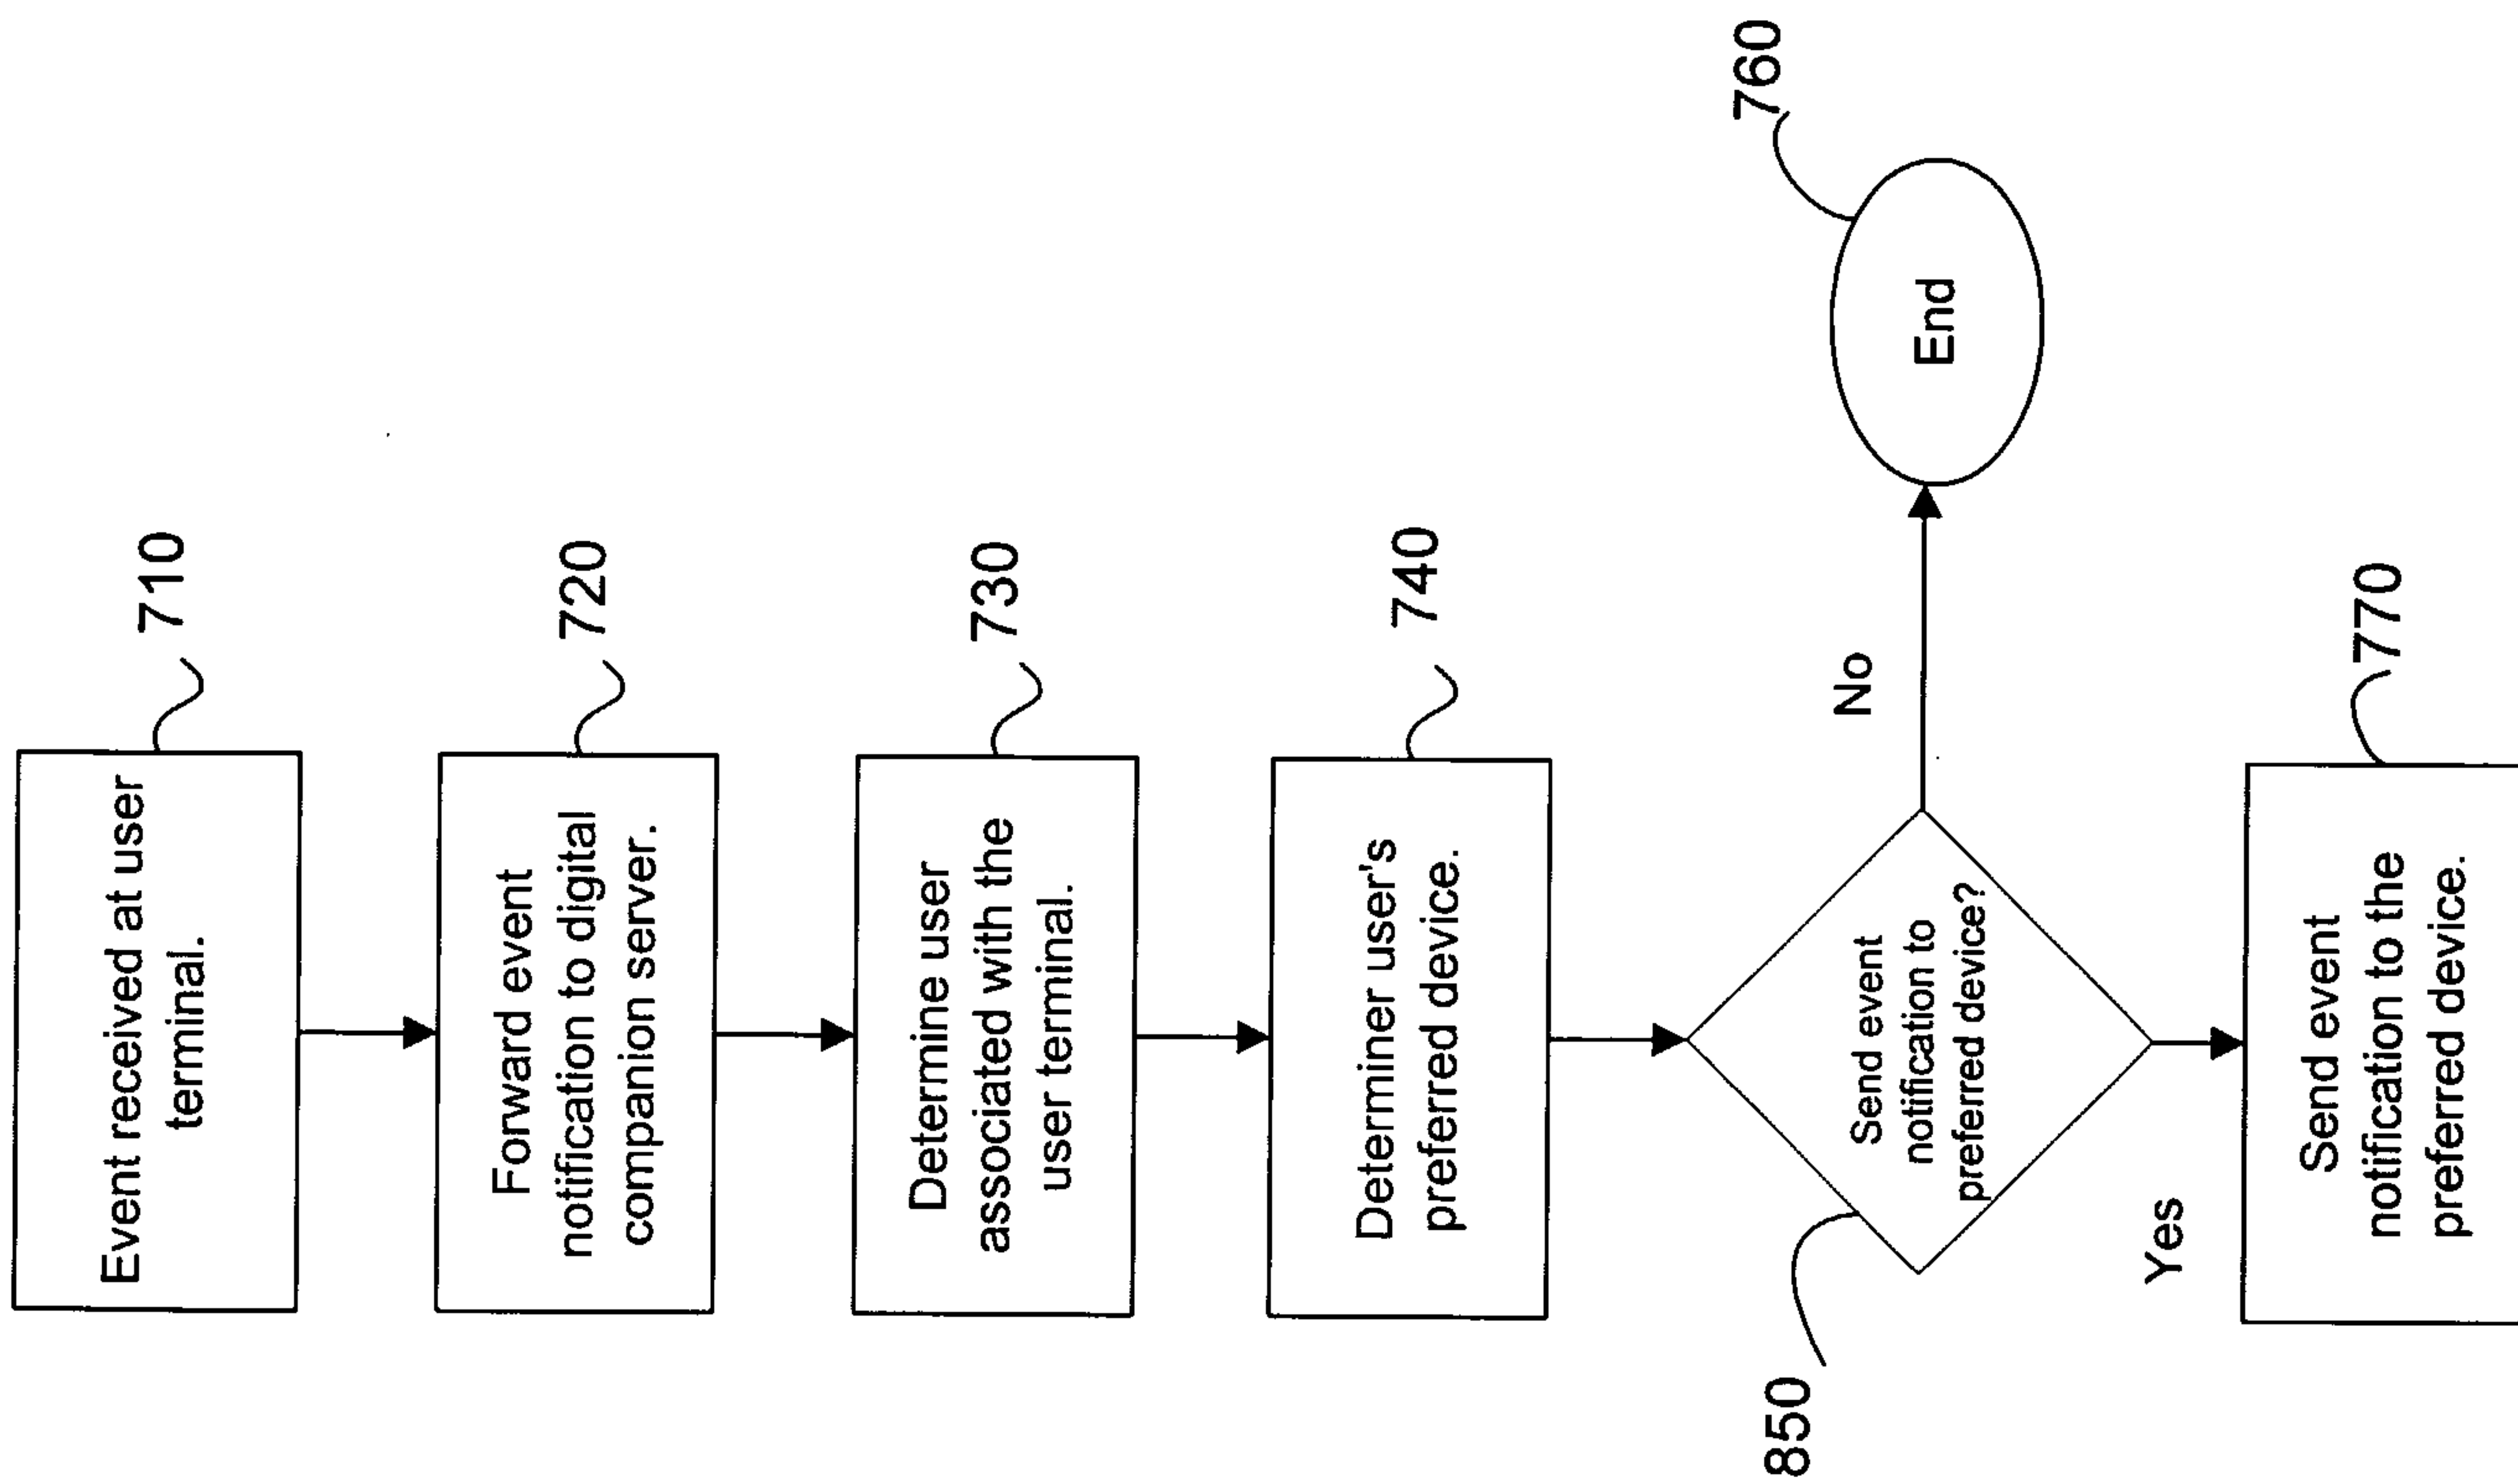 Event received at user
terminal.
710
Forward event
notification to digital
companion server.
720
Determine user
associated with the
user terminal.
730
Determiner user's
preferred device.
740
Send event
notification to
preferred device?
850
No
End
760
Yes
Send event
notification to the
preferred device.
770